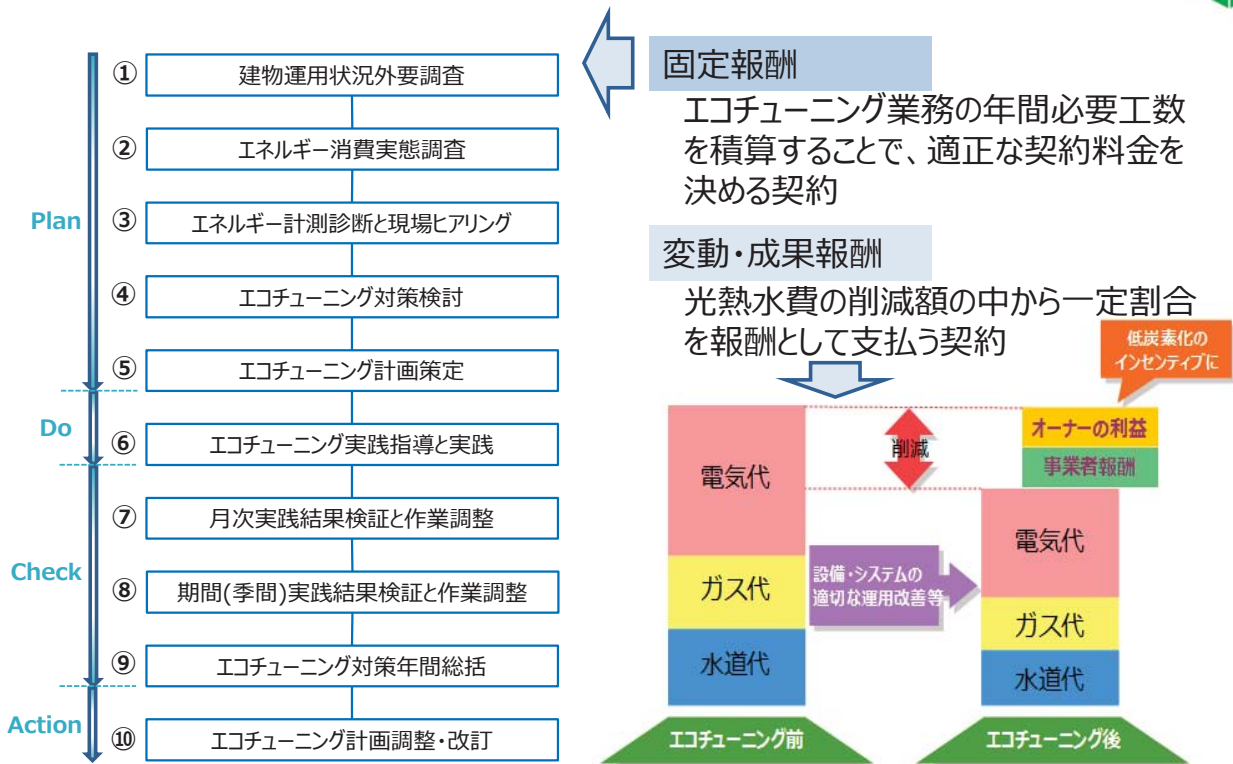 Plan
① 建物運用状況外要調査
② エネルギー消費実態調査
③ エネルギー計測診断と現場ヒアリング
④ エコチューニング対策検討
⑤ エコチューニング計画策定
Do
⑥ エコチューニング実践指導と実践
Check
⑦ 月次実践結果検証と作業調整
⑧ 期間(季間)実践結果検証と作業調整
⑨ エコチューニング対策年間総括
Action
⑩ エコチューニング計画調整・改訂
固定報酬
エコチューニング業務の年間必要工数
を積算することで、適正な契約料金を
決める契約
変動・成果報酬
光熱水費の削減額の中から一定割合
を報酬として支払う契約
低炭素化の
インセンティブに
電気代
ガス代
水道代
エコチューニング前
削減
設備・システムの
適切な運用改善等
オーナーの利益
事業者報酬
電気代
ガス代
水道代
エコチューニング後